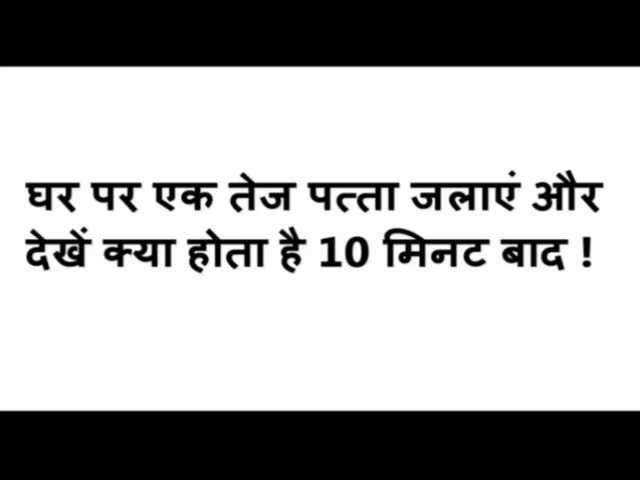 घर पर एक तेज पत्ता जलाएं और
देखें क्या होता है 10 मिनट बाद !